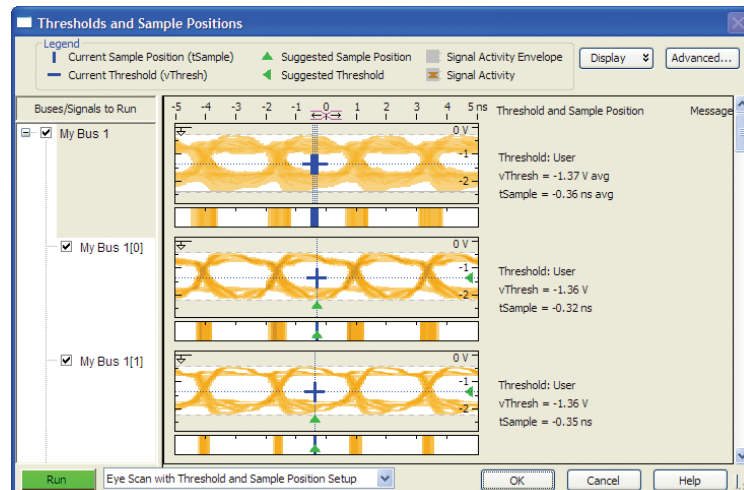 Thresholds and Sample Positions
Legend
Current Sample Position (tSample)
Suggested Sample Position
Signal Activity Envelope
Current Threshold (vThresh)
Suggested Threshold
Signal Activity
Display
Advanced...
Buses/Signals to Run
-5 -4 -3 -2 -1 0 1 2 3 4 5 ns
Threshold and Sample Position
Message
My Bus 1
0 V
-1
-2
Threshold: User
vThresh = -1.37 V avg
tSample = -0.36 ns avg
My Bus 1[0]
0 V
-1
-2
Threshold: User
vThresh = -1.36 V
tSample = -0.32 ns
My Bus 1[1]
0 V
-1
-2
Threshold: User
vThresh = -1.36 V
tSample = -0.35 ns
Run
Eye Scan with Threshold and Sample Position Setup
OK
Cancel
Help